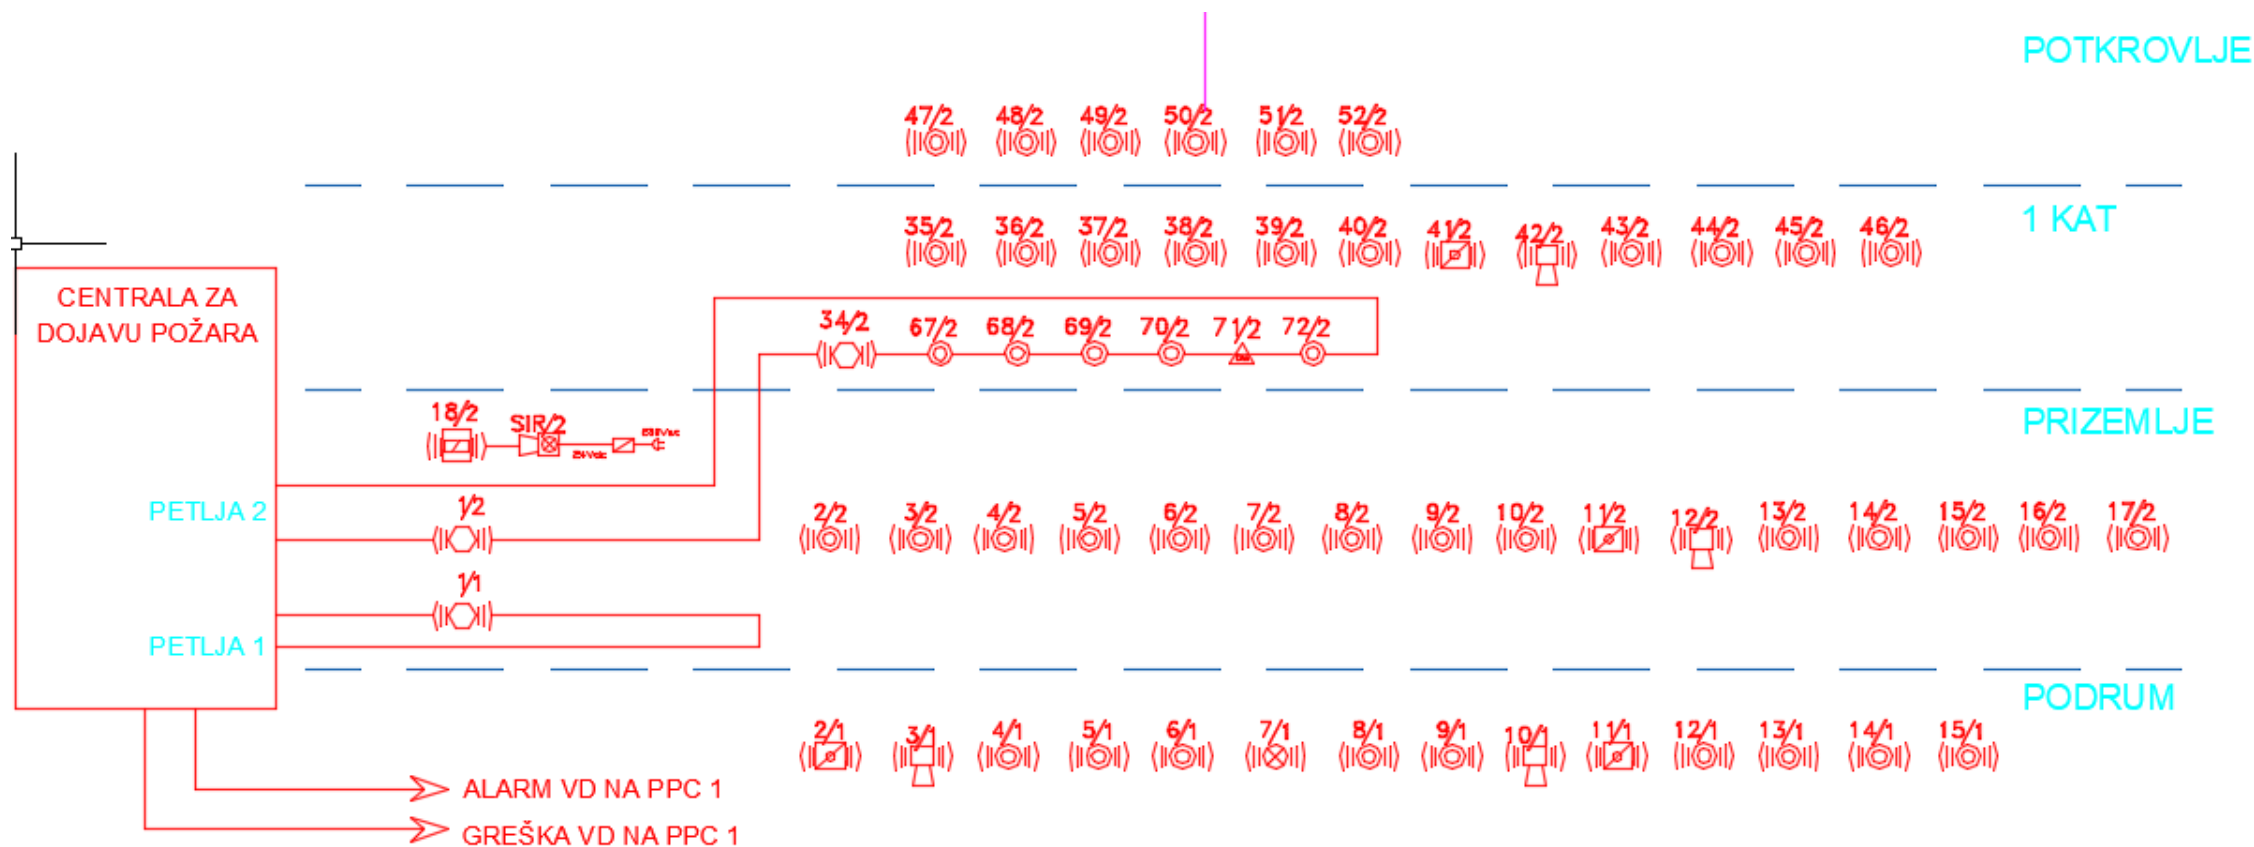 POTKROVLJE
47/2 48/2 49/2 50/2 51/2 52/2
1 KAT
35/2 36/2 37/2 38/2 39/2 40/2 41/2 42/2 43/2 44/2 45/2 46/2
CENTRALA ZA
DOJAVU POŽARA
34/2 67/2 68/2 69/2 70/2 71/2 72/2
PRIZEMLJE
18/2 SIR/2
PETLJA 2
1/2
2/2 3/2 4/2 5/2 6/2 7/2 8/2 9/2 10/2 11/2 12/2 13/2 14/2 15/2 16/2 17/2
1/1
PETLJA 1
PODRUM
2/1 3/1 4/1 5/1 6/1 7/1 8/1 9/1 10/1 11/1 12/1 13/1 14/1 15/1
ALARM VD NA PPC 1
GREŠKA VD NA PPC 1